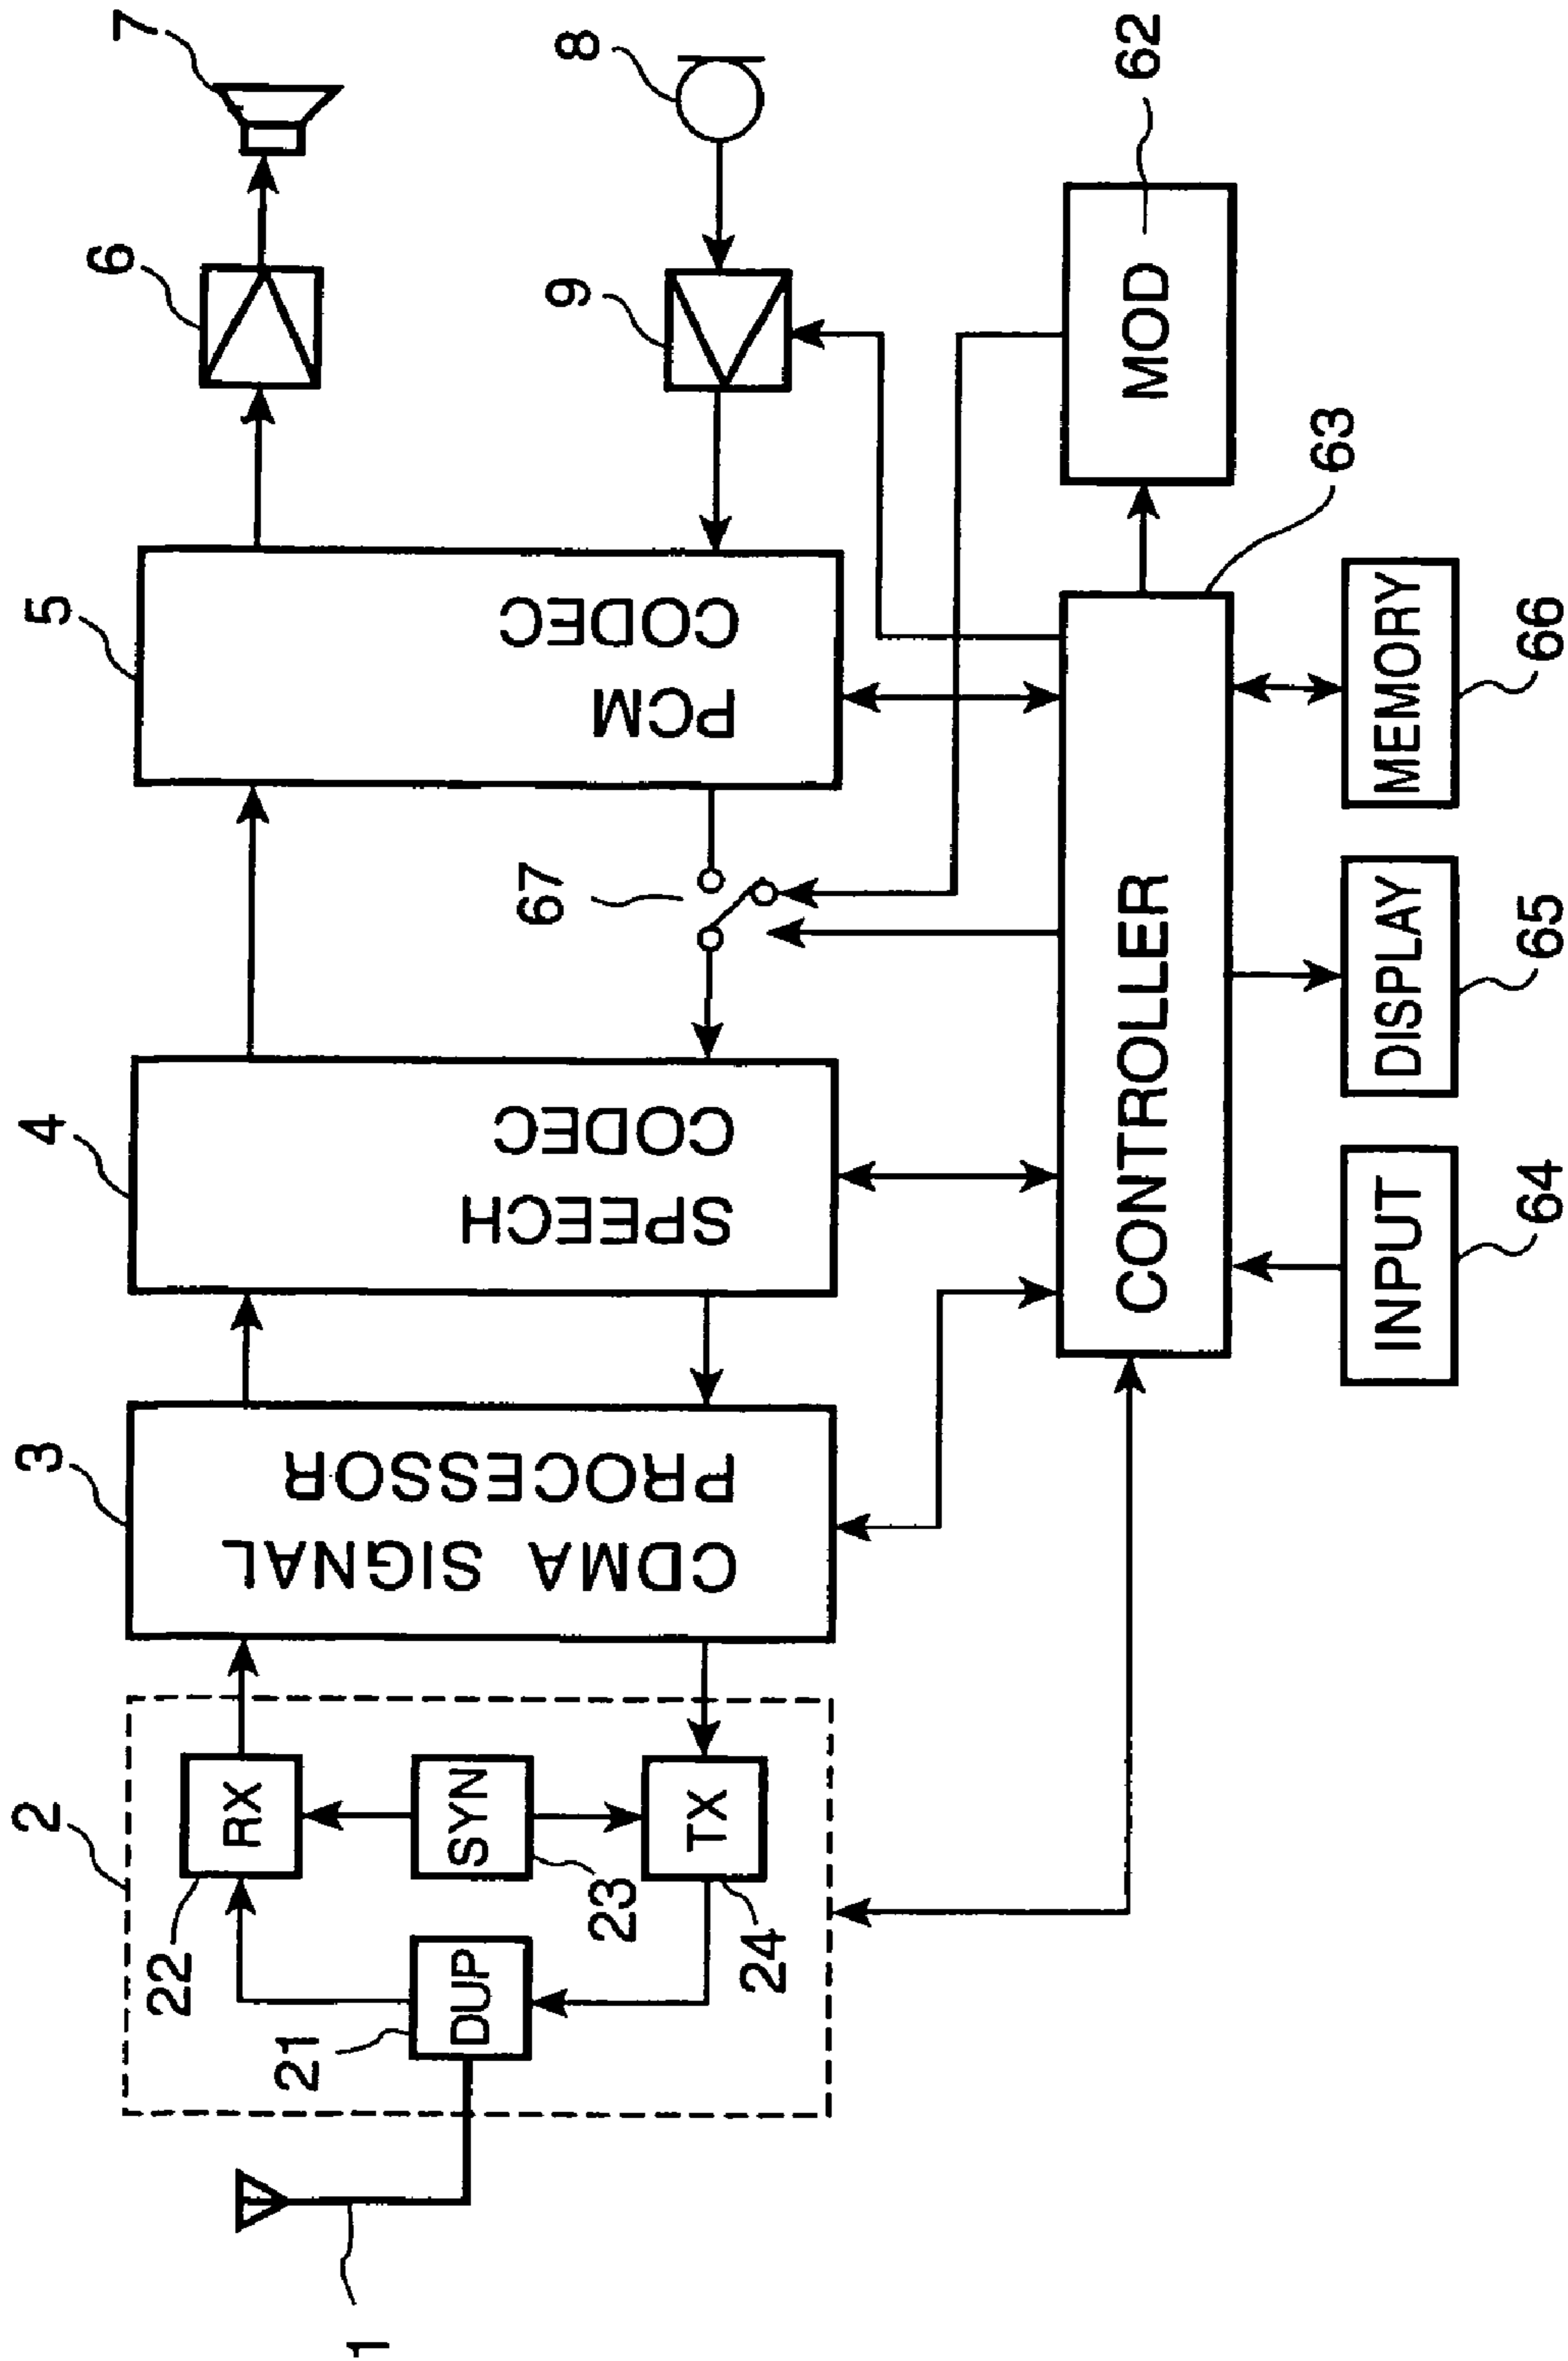 1
2
21
DUP
22
RX
SYN
23
TX
24
3
CDMA SIGNAL
PROCESSOR
4
SPEECH
CODEC
67
5
PCM
CODEC
6
7
8
9
CONTROLLER
63
MOD
62
INPUT
64
DISPLAY
65
MEMORY
66